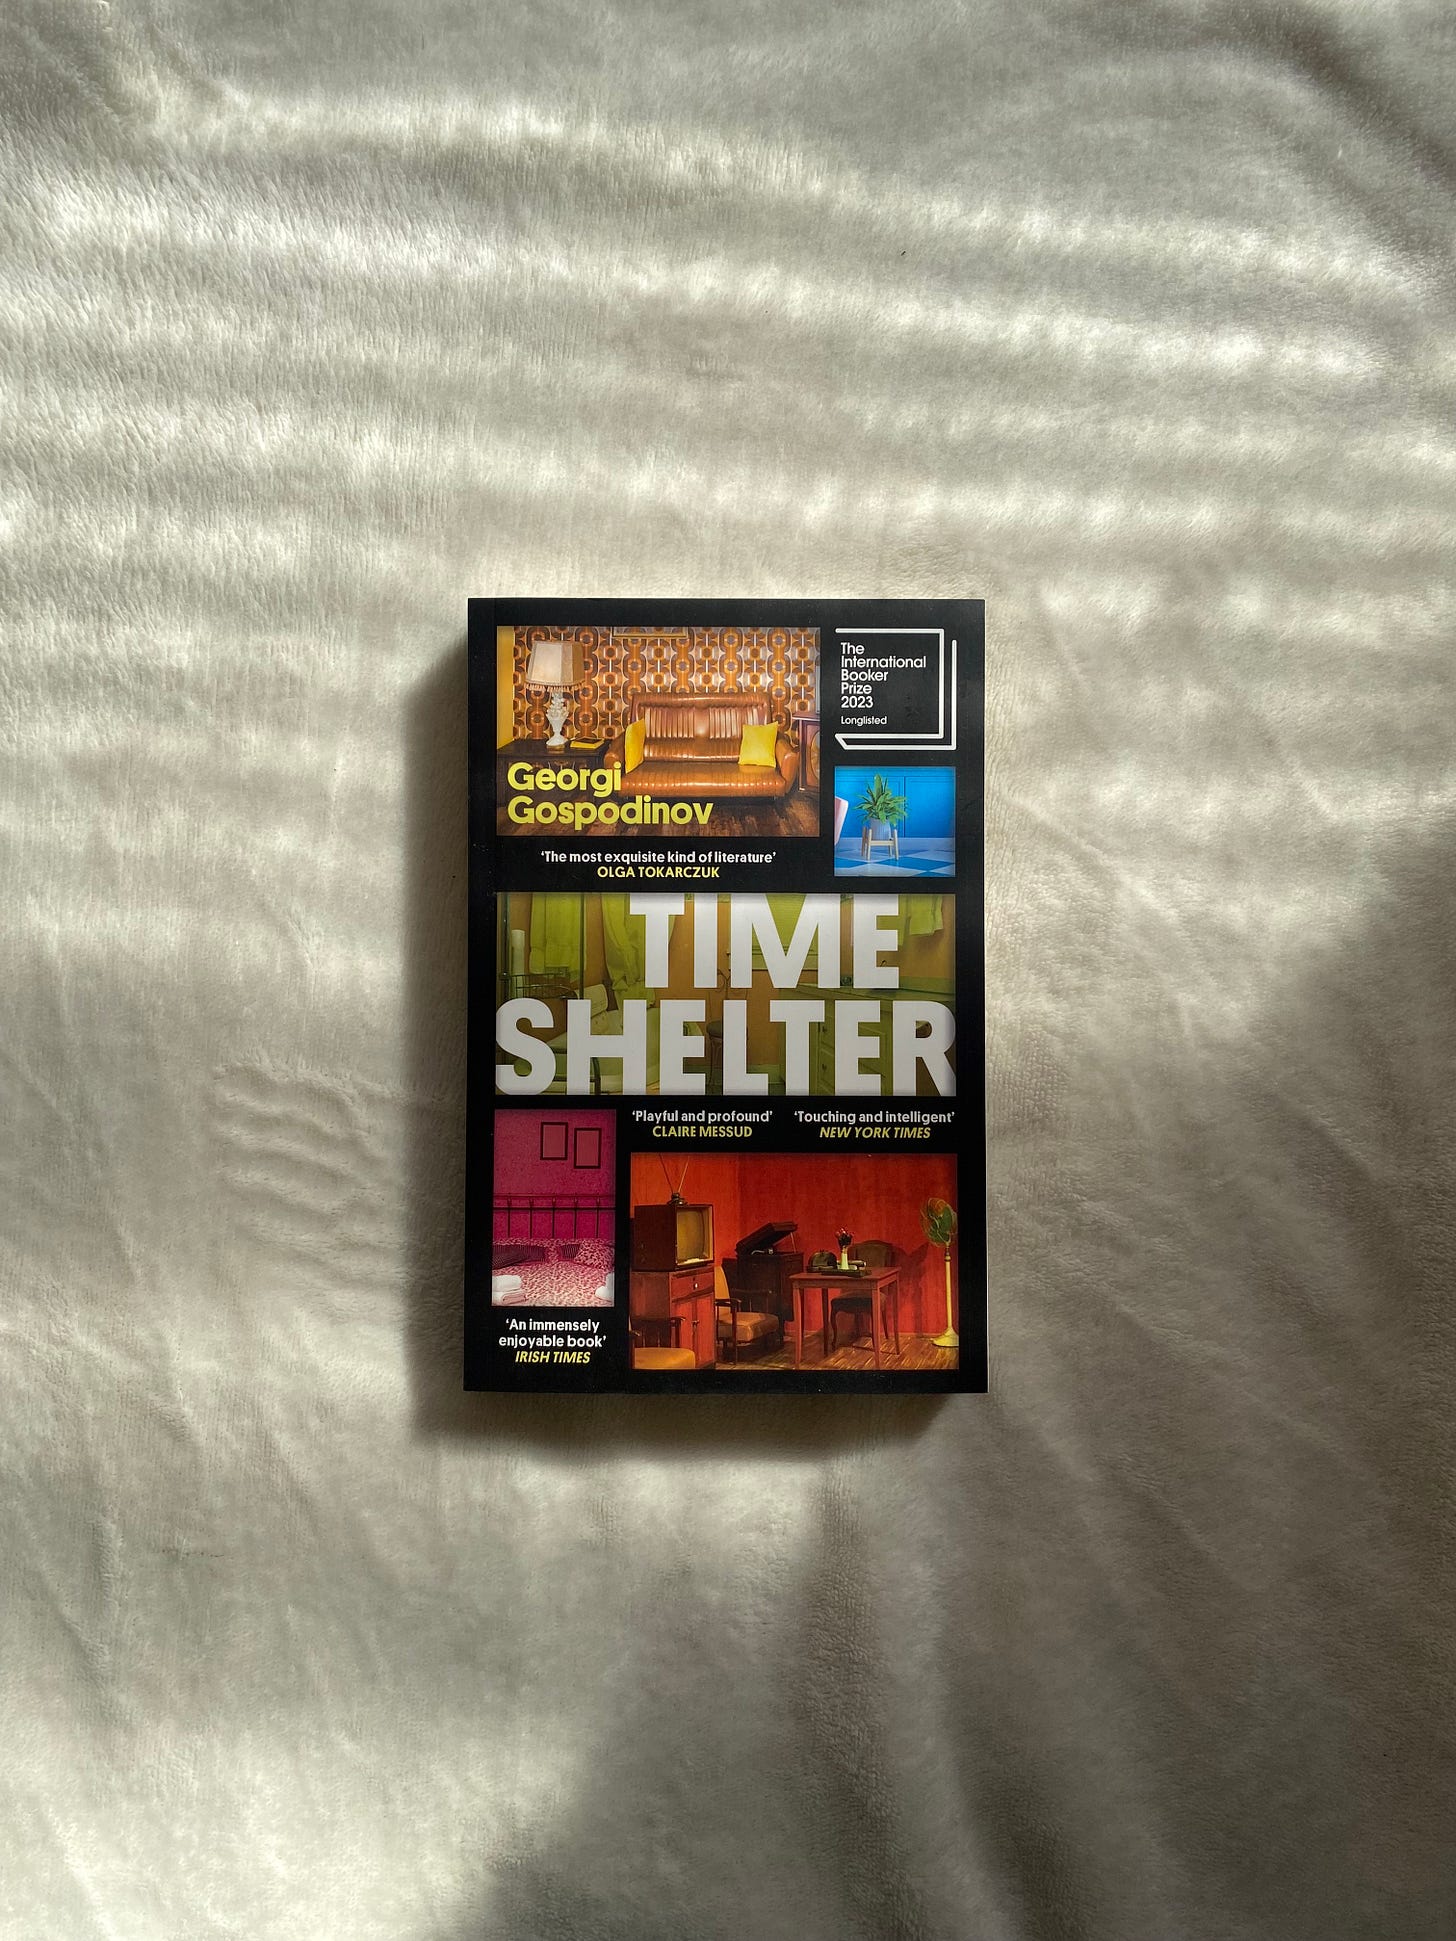 The
International
Booker
Prize
2023
Longlisted
Georgi
Gospodinov
‘The most exquisite kind of literature’
OLGA TOKARCZUK
TIME
SHELTER
‘Playful and profound’
CLAIRE MESSUD
‘Touching and intelligent’
NEW YORK TIMES
‘An immensely
enjoyable book’
IRISH TIMES